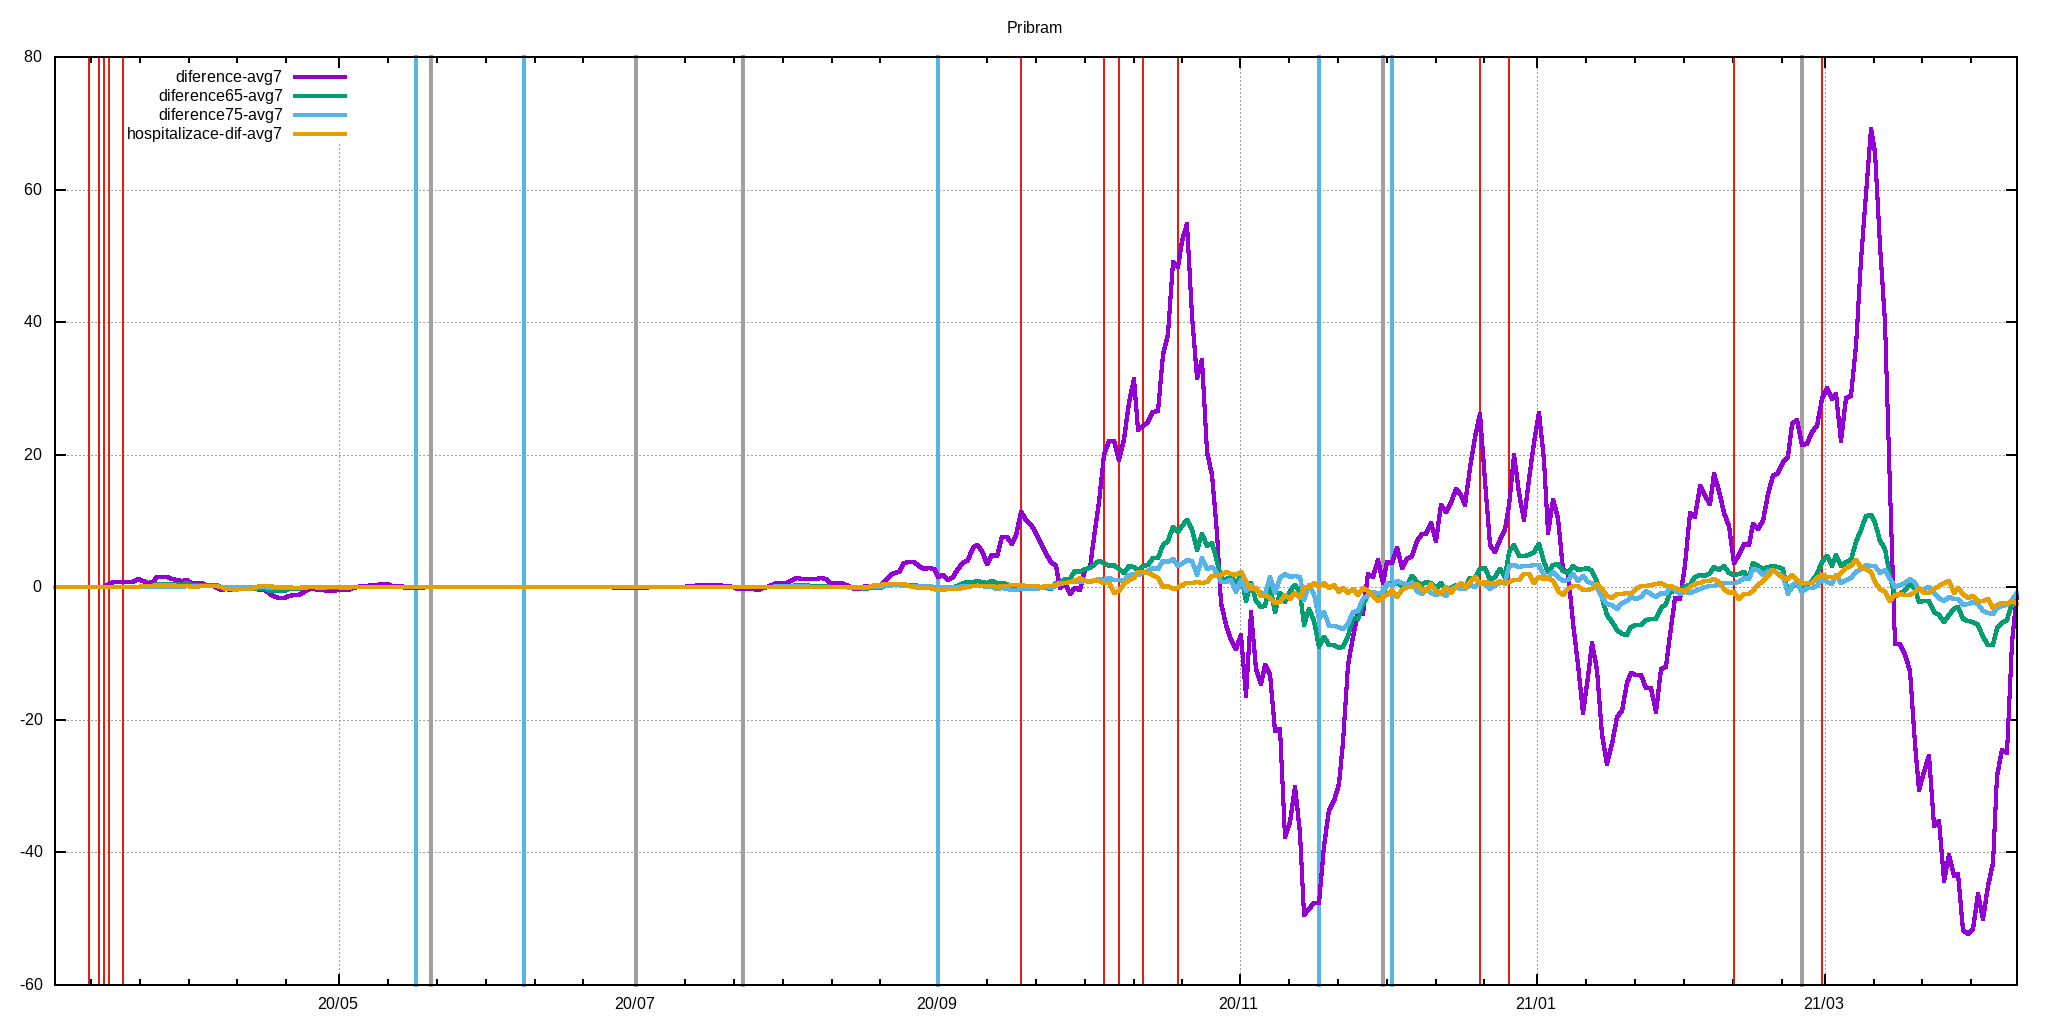 Pribram
80
60
40
20
0
-20
-40
-60
diference-avg7
diference65-avg7
diference75-avg7
hospitalizace-dif-avg7
20/05 20/07 20/09 20/11 21/01 21/03